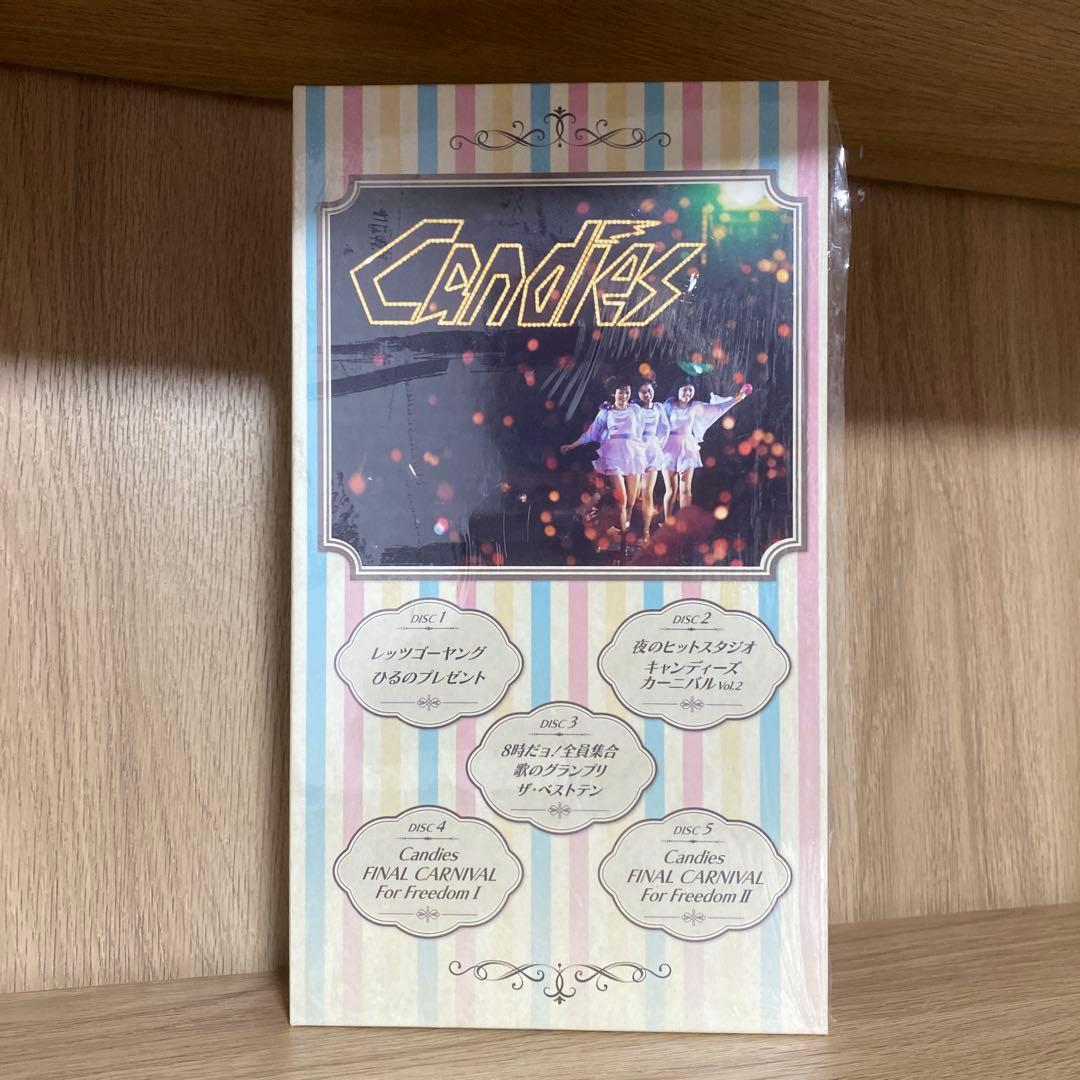 Candies
DISC 1
レッツゴーヤング
ひるのプレゼント
DISC 2
夜のヒットスタジオ
キャンディーズ
カーニバル Vol.2
DISC 3
8時だョ!全員集合
歌のグランプリ
ザ・ベストテン
DISC 4
Candies
FINAL CARNIVAL
For Freedom I
DISC 5
Candies
FINAL CARNIVAL
For Freedom II